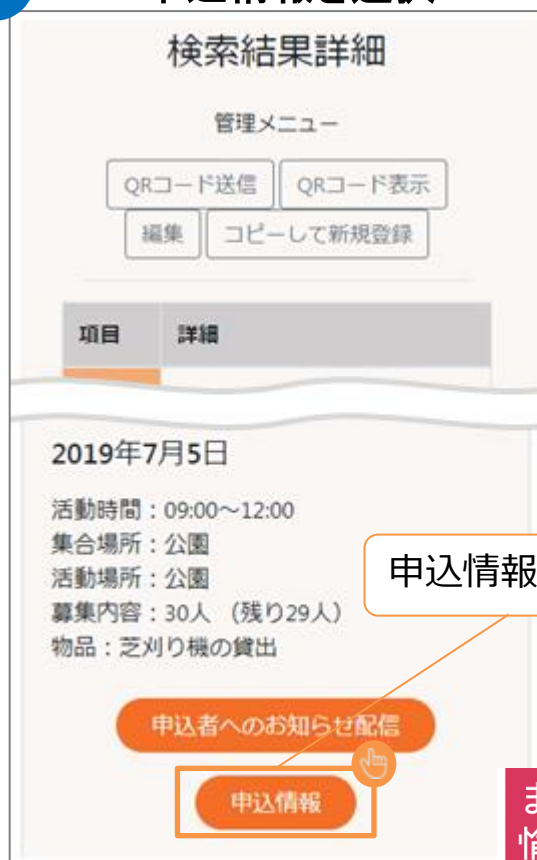 検索結果詳細
管理メニュー
QRコード送信 QRコード表示
編集 コピーして新規登録
項目 詳細
2019年7月5日
活動時間：09:00～12:00
集合場所：公園
活動場所：公園
申込情報
募集内容：30人 （残り29人）
物品：芝刈り機の貸出
申込者へのお知らせ配信
申込情報